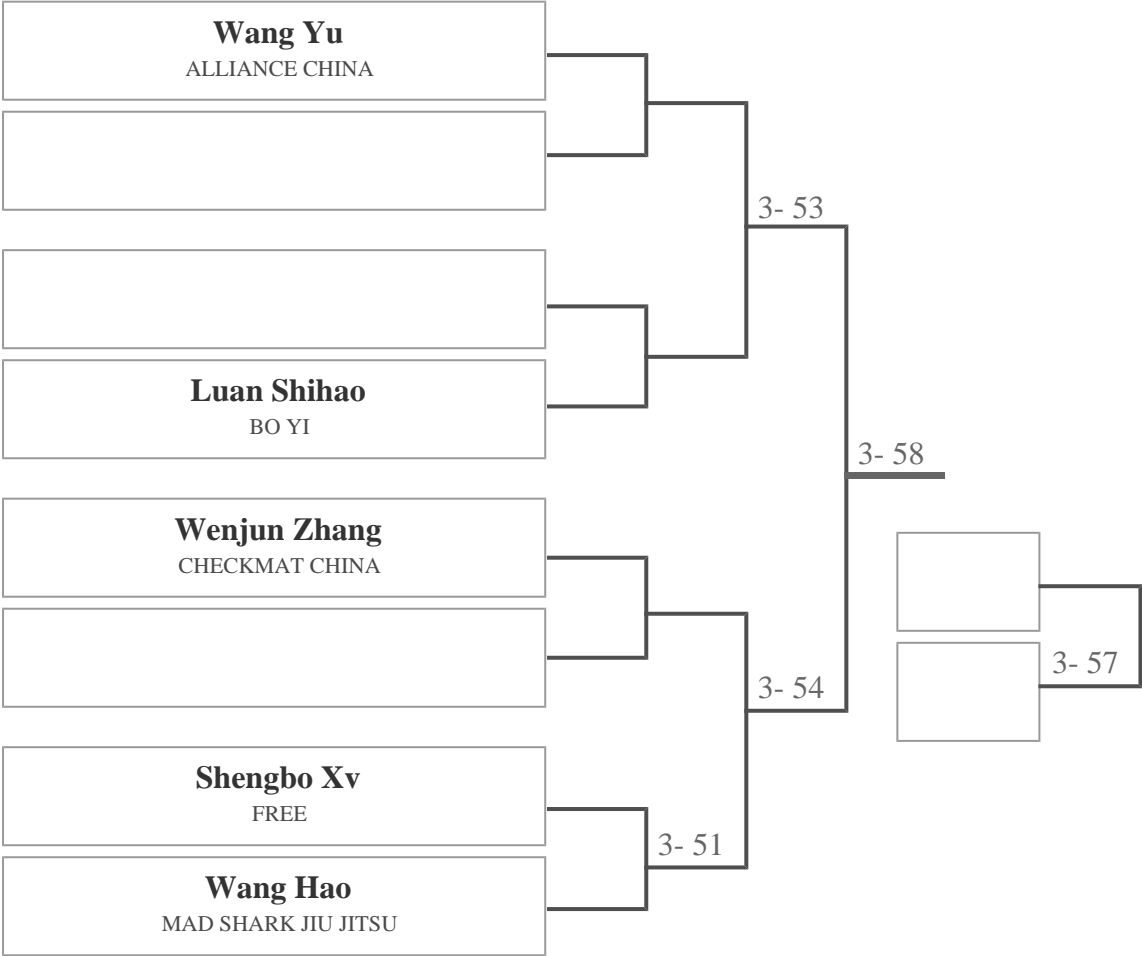 Wang Yu
ALLIANCE CHINA
3- 53
Luan Shihao
BO YI
3- 58
Wenjun Zhang
CHECKMAT CHINA
3- 57
3- 54
Shengbo Xv
FREE
3- 51
Wang Hao
MAD SHARK JIU JITSU